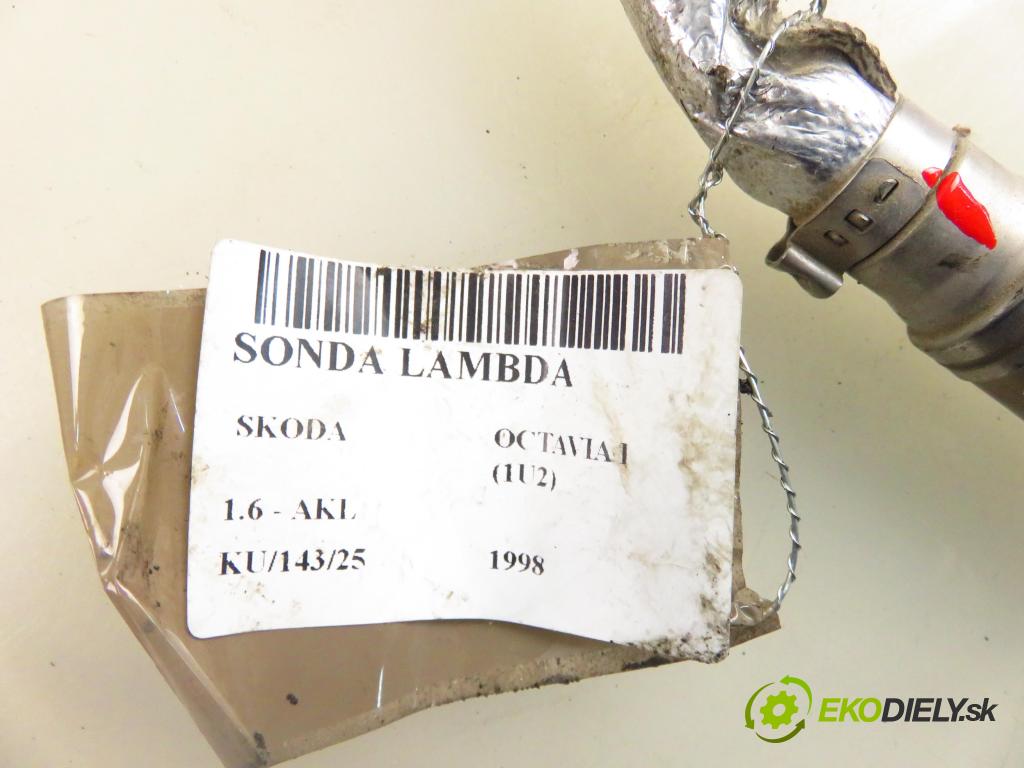 SONDA LAMBDA
SKODA OCTAVIA I
(1U2)
1.6 - AKL
KU/143/25 1998
EKODIELY.sk